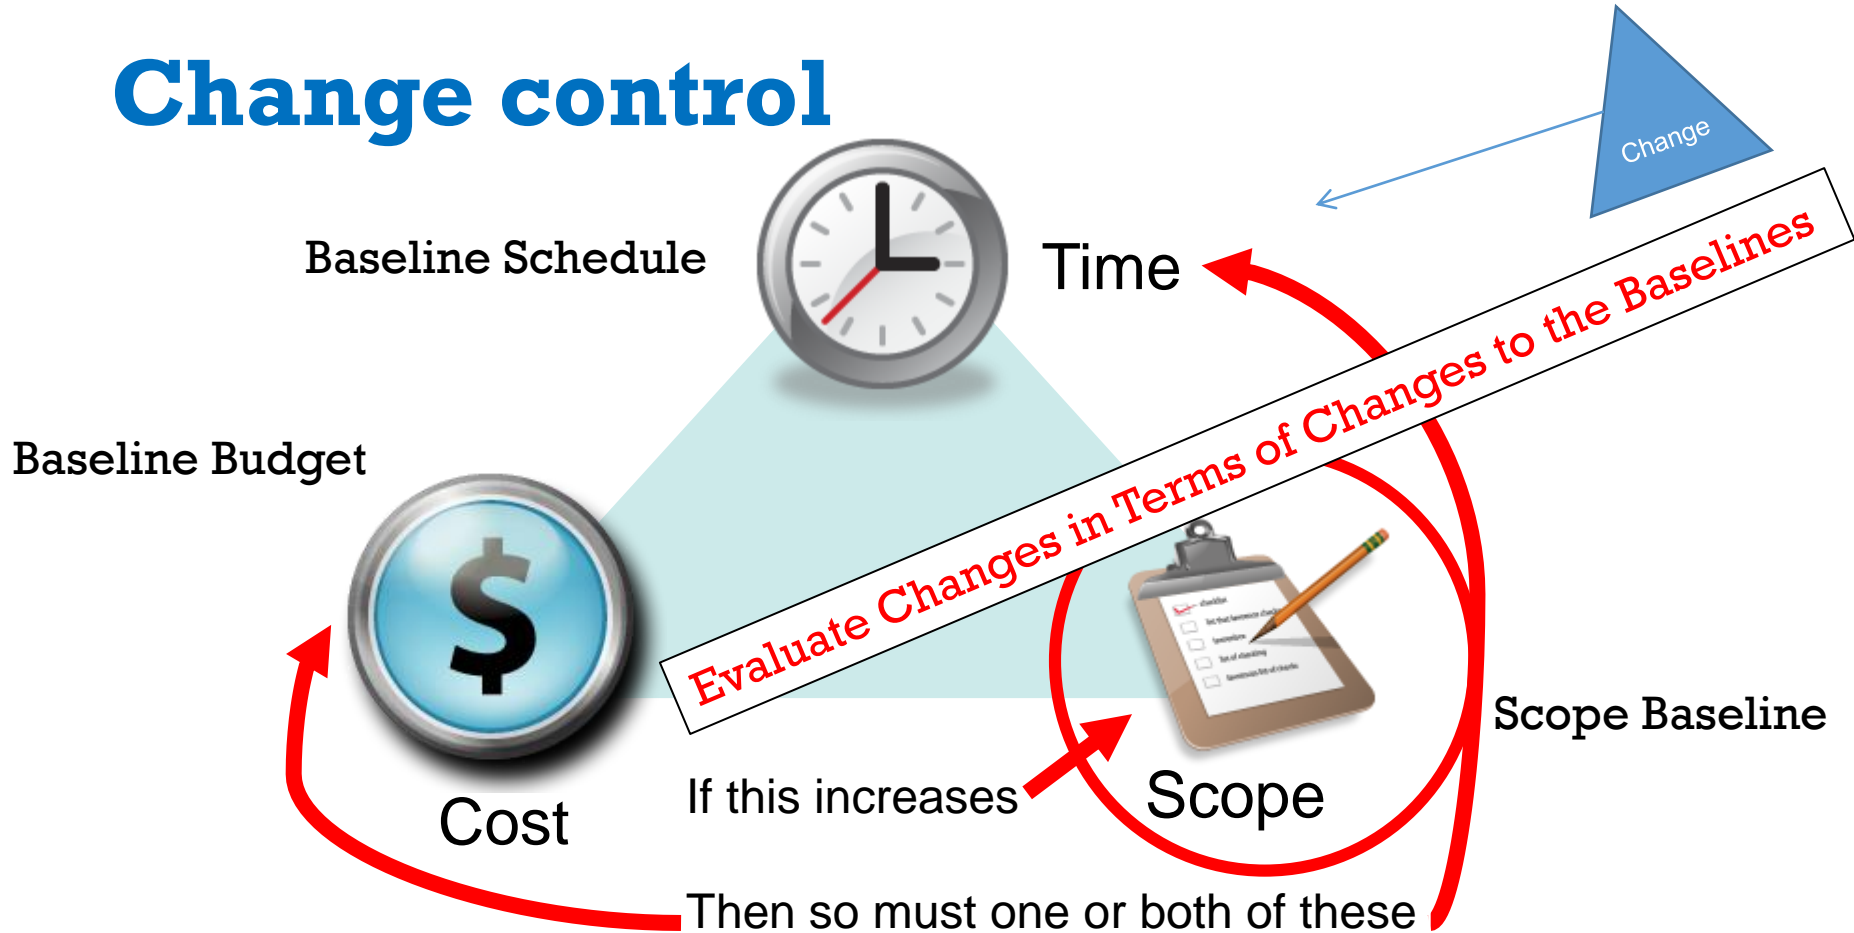 Change control
Change
Baseline Schedule
Time
Evaluate Changes in Terms of Changes to the Baselines
Baseline Budget
$
checklist
Scope Baseline
If this increases
Scope
Cost
Then so must one or both of these